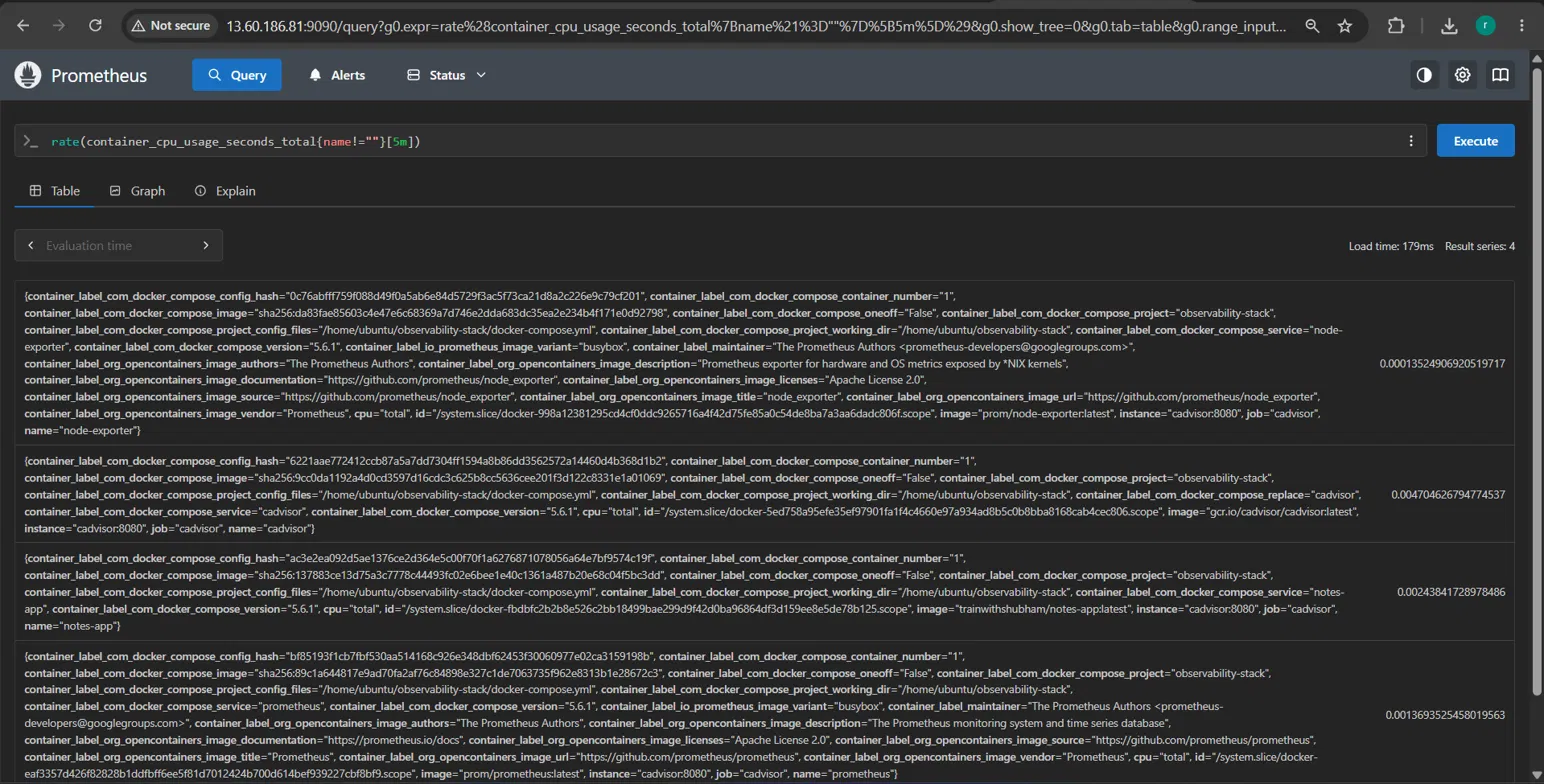 Not secure
13.60.186.81:9090/query?g0.expr=rate%28container_cpu_usage_seconds_total%7Bname%21%3D""%7D%5B5m%5D%29&g0.show_tree=0&g0.tab=table&g0.range_input...
r
Prometheus
Query
Alerts
Status
>_ rate(container_cpu_usage_seconds_total{name!=""}[5m])
Execute
Table
Graph
Explain
Evaluation time
Load time: 179ms Result series: 4
{container_label_com_docker_compose_config_hash="0c76abfff759f088d49f0a5ab6e84d5729f3ac5f73ca21d8a2c226e9c79cf201", container_label_com_docker_compose_container_number="1",
container_label_com_docker_compose_image="sha256:da83fae85603c4e47e6c68369a7d746e2dda683dc35ea2e234b4f171e0d92798", container_label_com_docker_compose_oneoff="False", container_label_com_docker_compose_project="observability-stack",
container_label_com_docker_compose_project_config_files="/home/ubuntu/observability-stack/docker-compose.yml", container_label_com_docker_compose_project_working_dir="/home/ubuntu/observability-stack", container_label_com_docker_compose_service="node-
exporter", container_label_com_docker_compose_version="5.6.1", container_label_io_prometheus_image_variant="busybox", container_label_maintainer="The Prometheus Authors <prometheus-developers@googlegroups.com>",
container_label_org_opencontainers_image_authors="The Prometheus Authors", container_label_org_opencontainers_image_description="Prometheus exporter for hardware and OS metrics exposed by *NIX kernels",
container_label_org_opencontainers_image_documentation="https://github.com/prometheus/node_exporter", container_label_org_opencontainers_image_licenses="Apache License 2.0",
container_label_org_opencontainers_image_source="https://github.com/prometheus/node_exporter", container_label_org_opencontainers_image_title="node_exporter", container_label_org_opencontainers_image_url="https://github.com/prometheus/node_exporter",
container_label_org_opencontainers_image_vendor="Prometheus", cpu="total", id="/system.slice/docker-998a12381295cd4cf0ddc9265716a4f42d75fe85a0c54de8ba7a3aa6dadc806f.scope", image="prom/node-exporter:latest", instance="cadvisor:8080", job="cadvisor",
name="node-exporter"}
0.00013524906920519717
{container_label_com_docker_compose_config_hash="6221aae772412ccb87a5a7dd7304ff1594a8b86dd3562572a14460d4b368d1b2", container_label_com_docker_compose_container_number="1",
container_label_com_docker_compose_image="sha256:9cc0da1192a4d0cd3597d16cdc3c625b8cc5636cee201f3d122c8331e1a01069", container_label_com_docker_compose_oneoff="False", container_label_com_docker_compose_project="observability-stack",
container_label_com_docker_compose_project_config_files="/home/ubuntu/observability-stack/docker-compose.yml", container_label_com_docker_compose_project_working_dir="/home/ubuntu/observability-stack", container_label_com_docker_compose_replace="cadvisor",
container_label_com_docker_compose_service="cadvisor", container_label_com_docker_compose_version="5.6.1", cpu="total", id="/system.slice/docker-5ed758a95efe35ef97901fa1f4c4660e97a934ad8b5c0b8bba8168cab4cec806.scope", image="gcr.io/cadvisor/cadvisor:latest",
instance="cadvisor:8080", job="cadvisor", name="cadvisor"}
0.004704626794774537
{container_label_com_docker_compose_config_hash="ac3e2ea092d5ae1376ce2d364e5c00f70f1a6276871078056a64e7bf9574c19f", container_label_com_docker_compose_container_number="1",
container_label_com_docker_compose_image="sha256:137883ce13d75a3c7778c44493fc02e6bee1e40c1361a487b20e68c04f5bc3dd", container_label_com_docker_compose_oneoff="False", container_label_com_docker_compose_project="observability-stack",
container_label_com_docker_compose_project_config_files="/home/ubuntu/observability-stack/docker-compose.yml", container_label_com_docker_compose_project_working_dir="/home/ubuntu/observability-stack", container_label_com_docker_compose_service="notes-
app", container_label_com_docker_compose_version="5.6.1", cpu="total", id="/system.slice/docker-fbdbfc2b2b8e526c2bb18499bae299d9f42d0ba96864df3d159ee8e5de78b125.scope", image="trainwithshubham/notes-app:latest", instance="cadvisor:8080", job="cadvisor",
name="notes-app"}
0.00243841728978486
{container_label_com_docker_compose_config_hash="bf85193f1cb7fbf530aa514168c926e348dbf62453f30060977e02ca3159198b", container_label_com_docker_compose_container_number="1",
container_label_com_docker_compose_image="sha256:89c1a644817e9ad70fa2af76c84898e327c1de7063735f962e8313b1e28672c3", container_label_com_docker_compose_oneoff="False", container_label_com_docker_compose_project="observability-stack",
container_label_com_docker_compose_project_config_files="/home/ubuntu/observability-stack/docker-compose.yml", container_label_com_docker_compose_project_working_dir="/home/ubuntu/observability-stack",
container_label_com_docker_compose_service="prometheus", container_label_com_docker_compose_version="5.6.1", container_label_io_prometheus_image_variant="busybox", container_label_maintainer="The Prometheus Authors <prometheus-
developers@googlegroups.com>", container_label_org_opencontainers_image_authors="The Prometheus Authors", container_label_org_opencontainers_image_description="The Prometheus monitoring system and time series database",
container_label_org_opencontainers_image_documentation="https://prometheus.io/docs", container_label_org_opencontainers_image_licenses="Apache License 2.0", container_label_org_opencontainers_image_source="https://github.com/prometheus/prometheus",
container_label_org_opencontainers_image_title="Prometheus", container_label_org_opencontainers_image_url="https://github.com/prometheus/prometheus", container_label_org_opencontainers_image_vendor="Prometheus", cpu="total", id="/system.slice/docker-
eaf3357d426f82828b1ddfbff6ee5f81d7012424b700d614bef939227cbf8bf9.scope", image="prom/prometheus:latest", instance="cadvisor:8080", job="cadvisor", name="prometheus"}
0.0013693525458019563